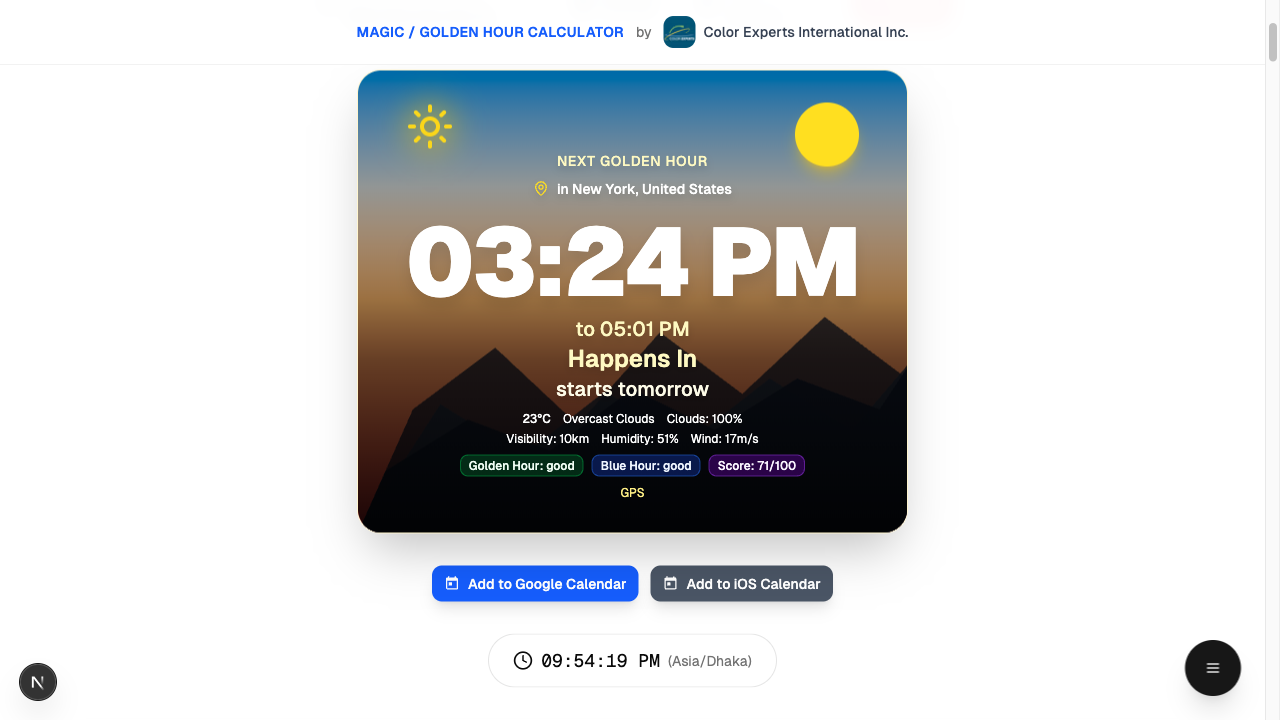 MAGIC / GOLDEN HOUR CALCULATOR by Color Experts International Inc.
NEXT GOLDEN HOUR
in New York, United States
03:24 PM
to 05:01 PM
Happens In
starts tomorrow
23°C Overcast Clouds Clouds: 100%
Visibility: 10km Humidity: 51% Wind: 17m/s
Golden Hour: good Blue Hour: good Score: 71/100
GPS
Add to Google Calendar Add to iOS Calendar
09:54:19 PM (Asia/Dhaka)
N